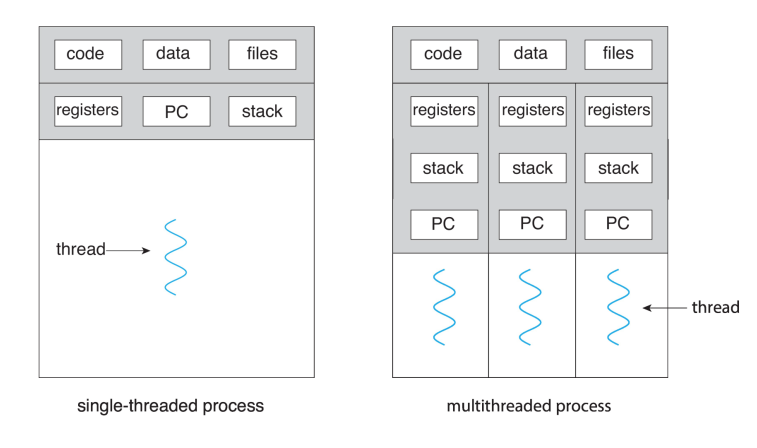 code data files
registers PC stack
thread
single-threaded process
code data files
registers registers registers
stack stack stack
PC PC PC
thread
multithreaded process